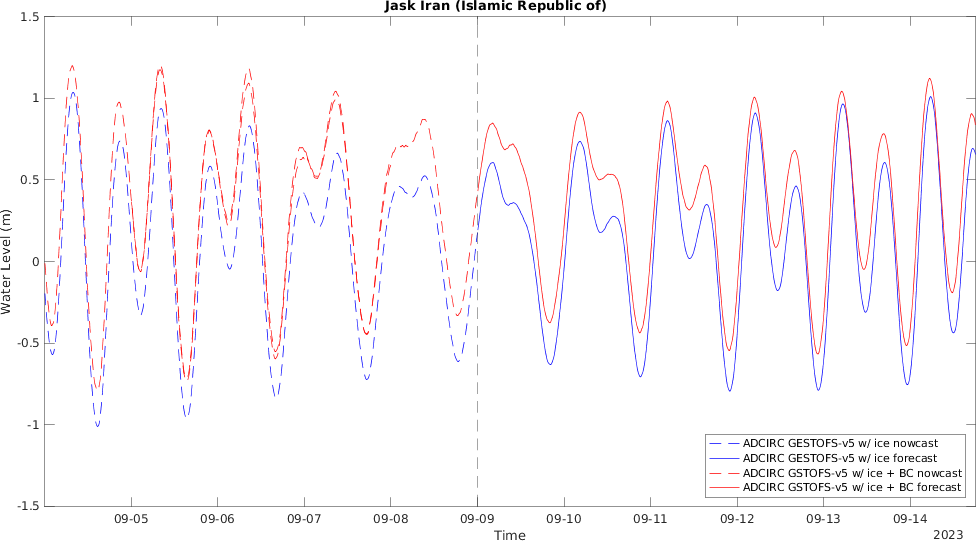 Jask Iran (Islamic Republic of)
1.5
1
0.5
0
-0.5
-1
-1.5
Water Level (m)
ADCIRC GESTOFS-v5 w/ ice nowcast
ADCIRC GESTOFS-v5 w/ ice forecast
ADCIRC GSTOFS-v5 w/ ice + BC nowcast
ADCIRC GSTOFS-v5 w/ ice + BC forecast
09-05 09-06 09-07 09-08 09-09 09-10 09-11 09-12 09-13 09-14
Time
2023